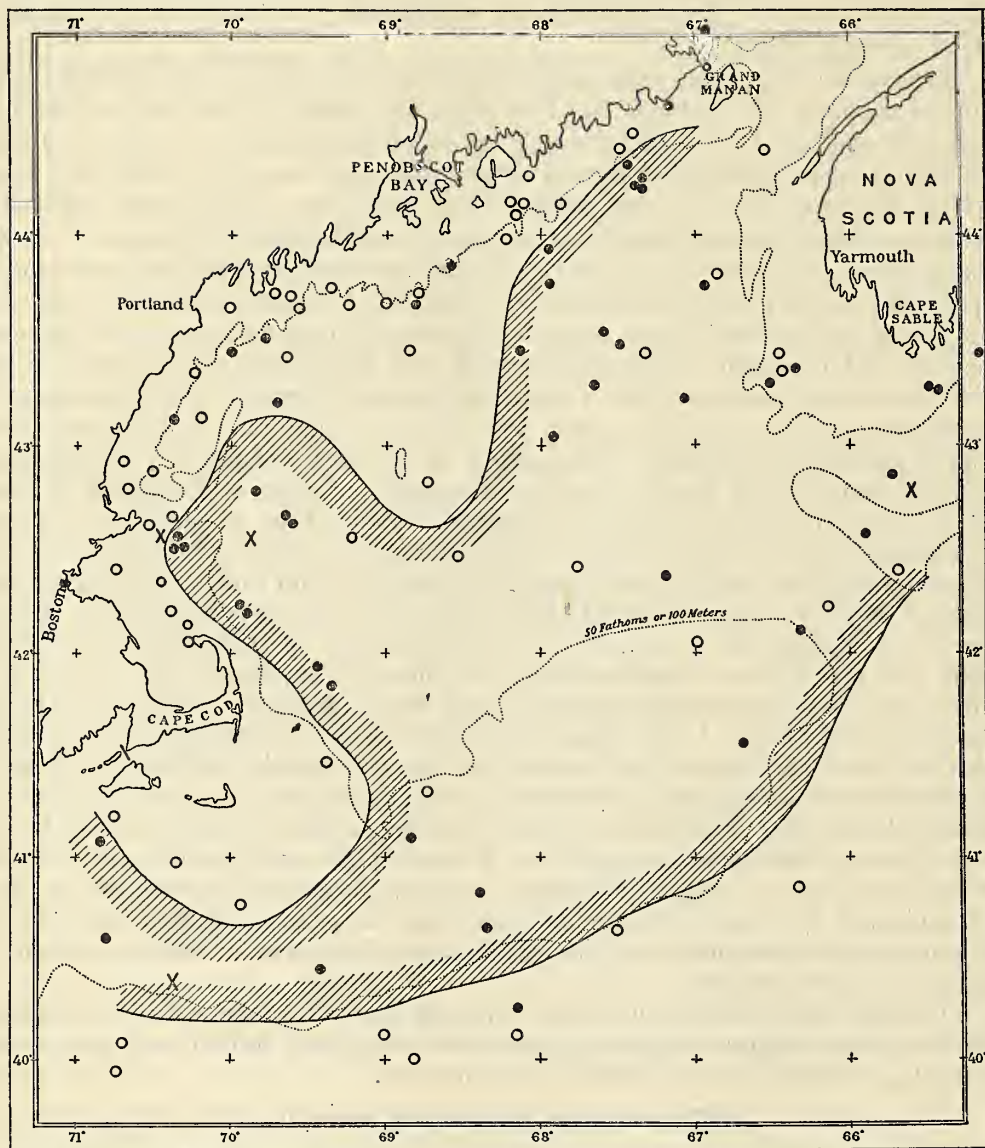 71° 70° 69° 68° 67° 66°
GRAND
MANAN
PENOBSCOT
BAY
NOVA
SCOTIA
44° 44°
Yarmouth
Portland
CAPE
SABLE
43° 43°
X
X X
Boston
50 Fathoms or 100 Meters
42° 42°
CAPE COD
41° 41°
X
40° 40°
71° 70° 69° 68° 67° 66°